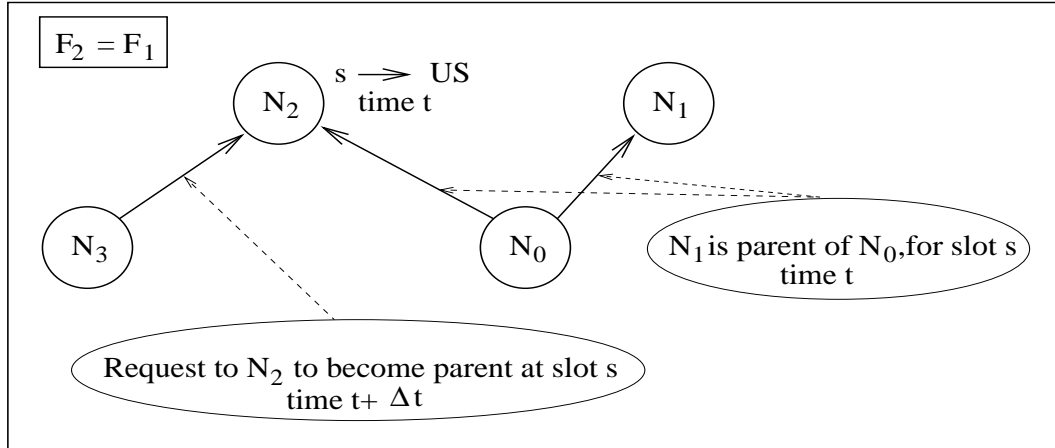 F2 = F1
s → US
time t
N2
N1
N3
N0
N1 is parent of N0,for slot s
time t
Request to N2 to become parent at slot s
time t+ Δt